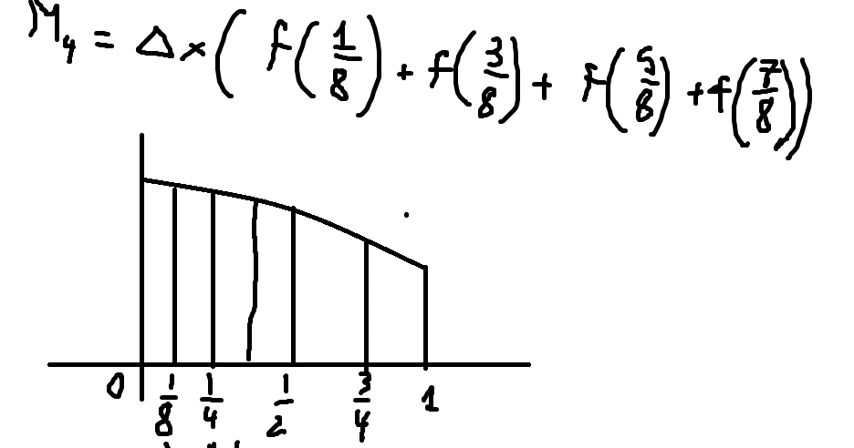 M₄ = Δx( f(1/8) + f(3/8) + f(5/8) + f(7/8))
0 1/8 1/4 1/2 3/4 1